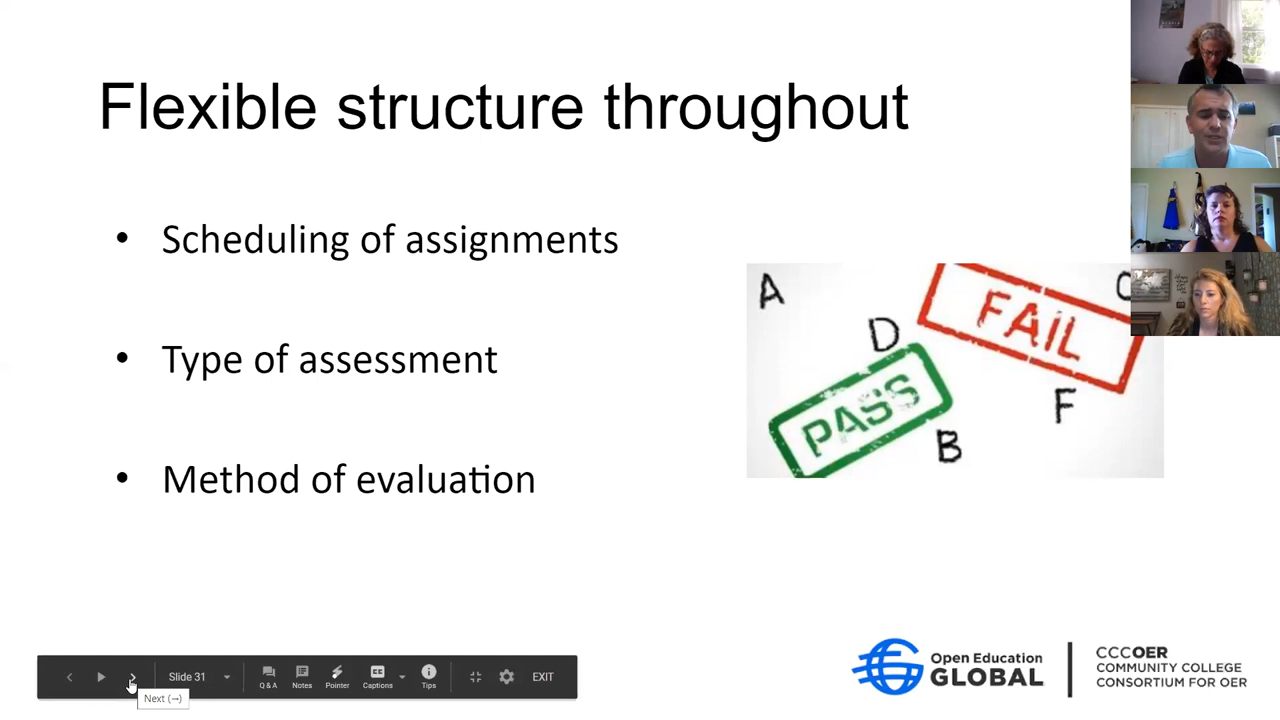 Flexible structure throughout
• Scheduling of assignments
• Type of assessment
• Method of evaluation
A
D
FAIL
C
PASS
B
F
Open Education
GLOBAL
CCCOER
COMMUNITY COLLEGE
CONSORTIUM FOR OER
Slide 31
Q & A
Notes
Pointer
Captions
Tips
EXIT
Next (→)